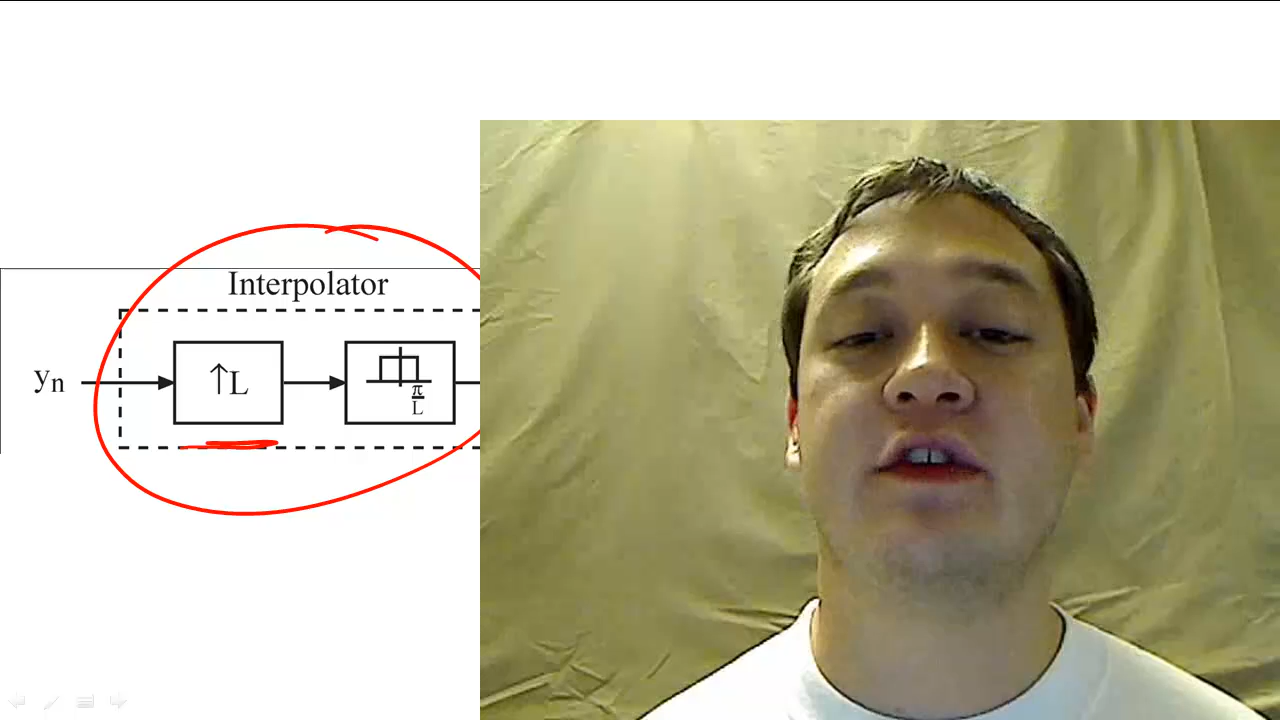 Interpolator
yn
↑L
π
L